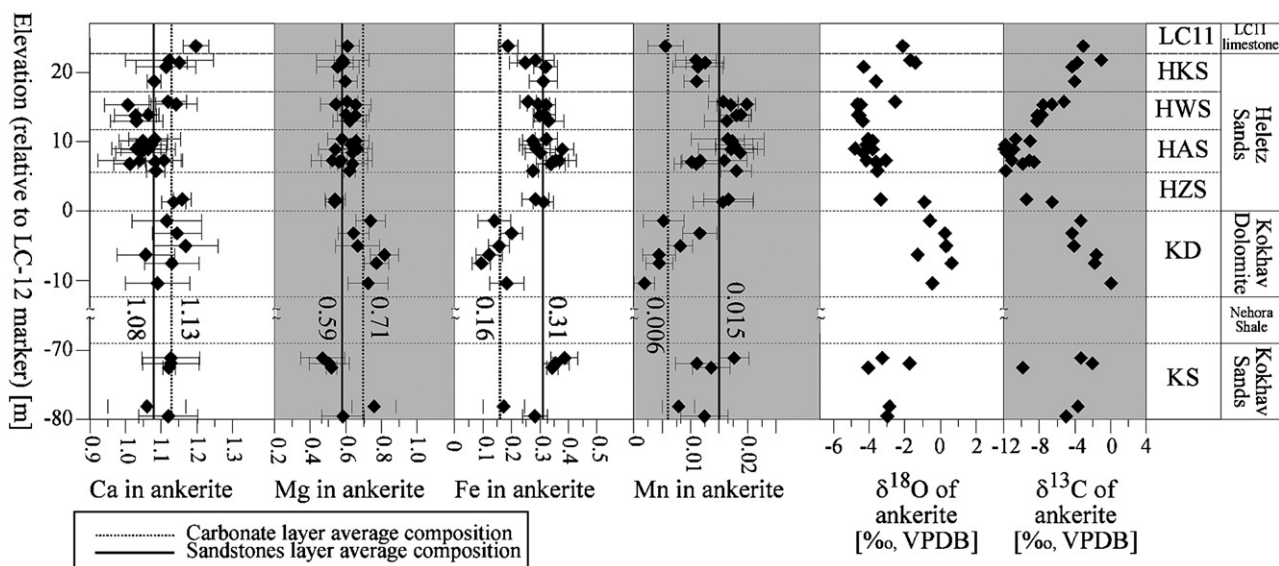 Elevation (relative to LC-12 marker) [m]
20
10
0
-10
-70
-80
1.08
1.13
0.59
0.71
0.16
0.31
0.006
0.015
LC11
HKS
HWS
HAS
HZS
KD
KS
LC11
limestone
Heletz
Sands
Kokhav
Dolomite
Nehora
Shale
Kokhav
Sands
0.9 1.0 1.1 1.2 1.3
0.2 0.4 0.6 0.8 1.0
0 0.1 0.2 0.3 0.4 0.5
0.01 0.02
-6 -4 -2 0 2
-12 -8 -4 0 4
Ca in ankerite
Mg in ankerite
Fe in ankerite
Mn in ankerite
δ¹⁸O of
ankerite
[‰, VPDB]
δ¹³C of
ankerite
[‰, VPDB]
Carbonate layer average composition
Sandstones layer average composition